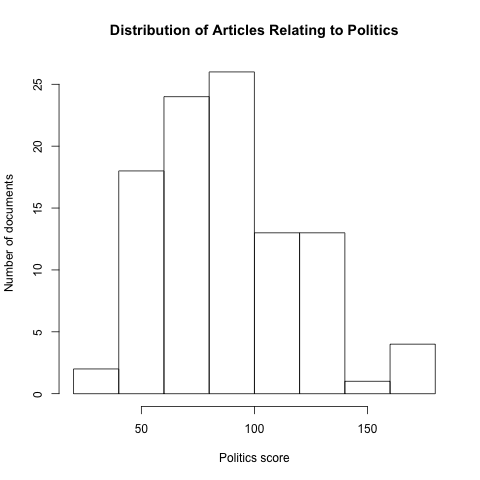 Distribution of Articles Relating to Politics
Number of documents
25
20
15
10
5
0
50 100 150
Politics score